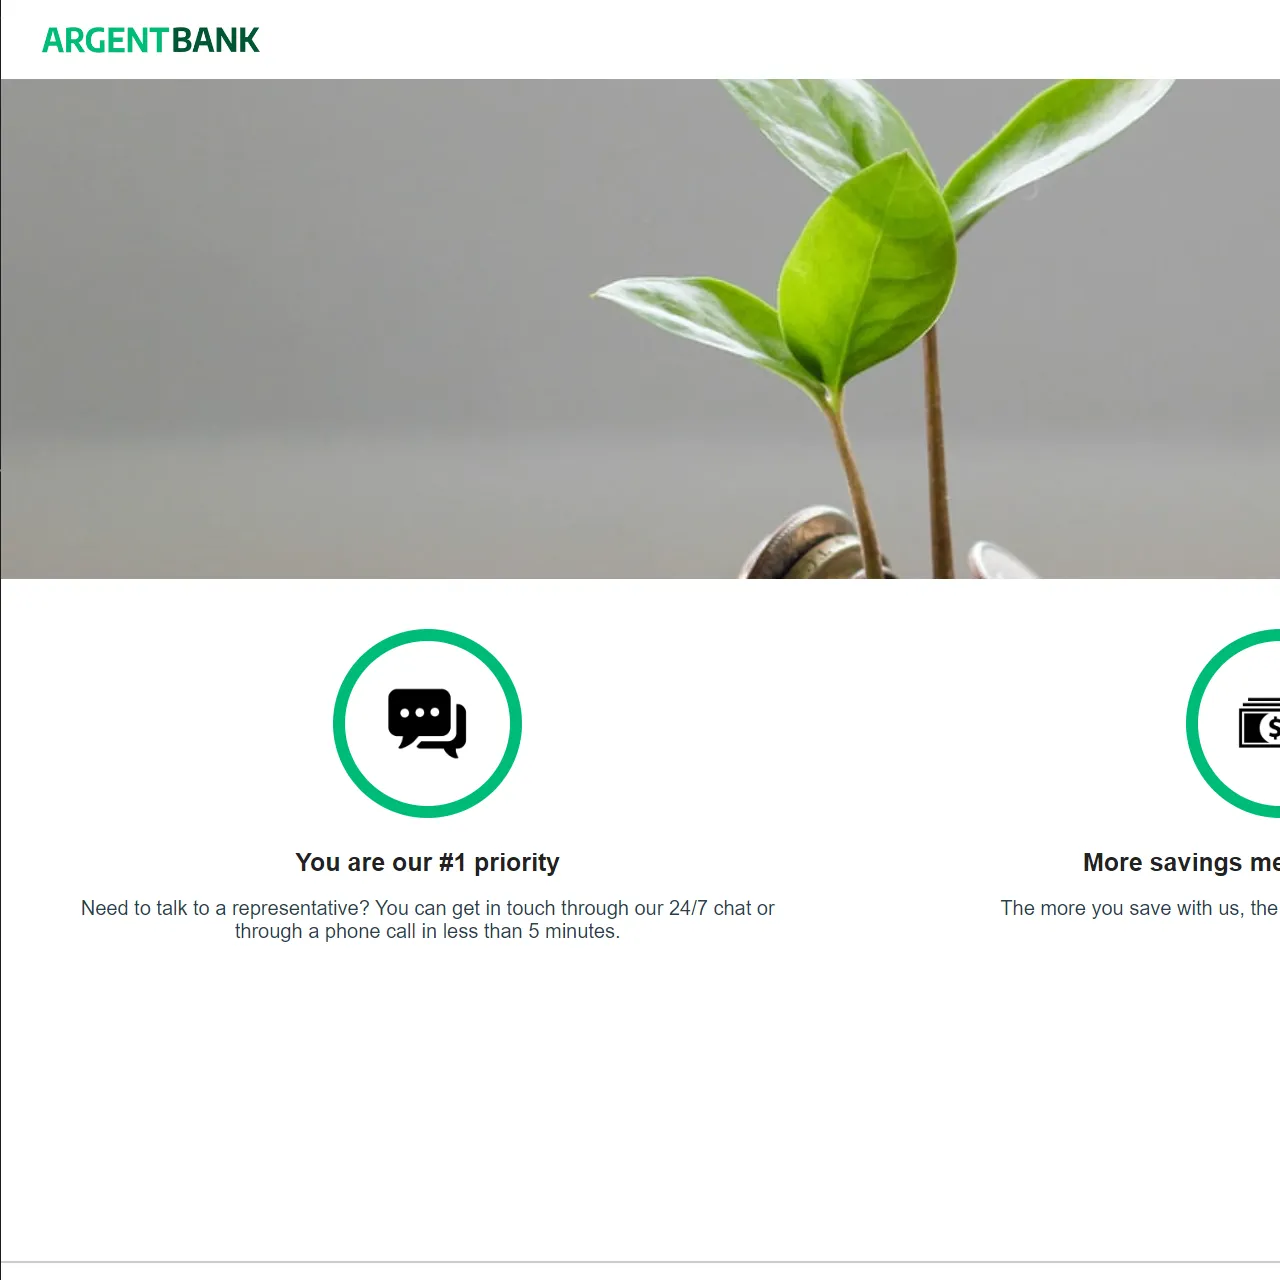 ARGENTBANK
You are our #1 priority
Need to talk to a representative? You can get in touch through our 24/7 chat or
through a phone call in less than 5 minutes.
More savings me
The more you save with us, the